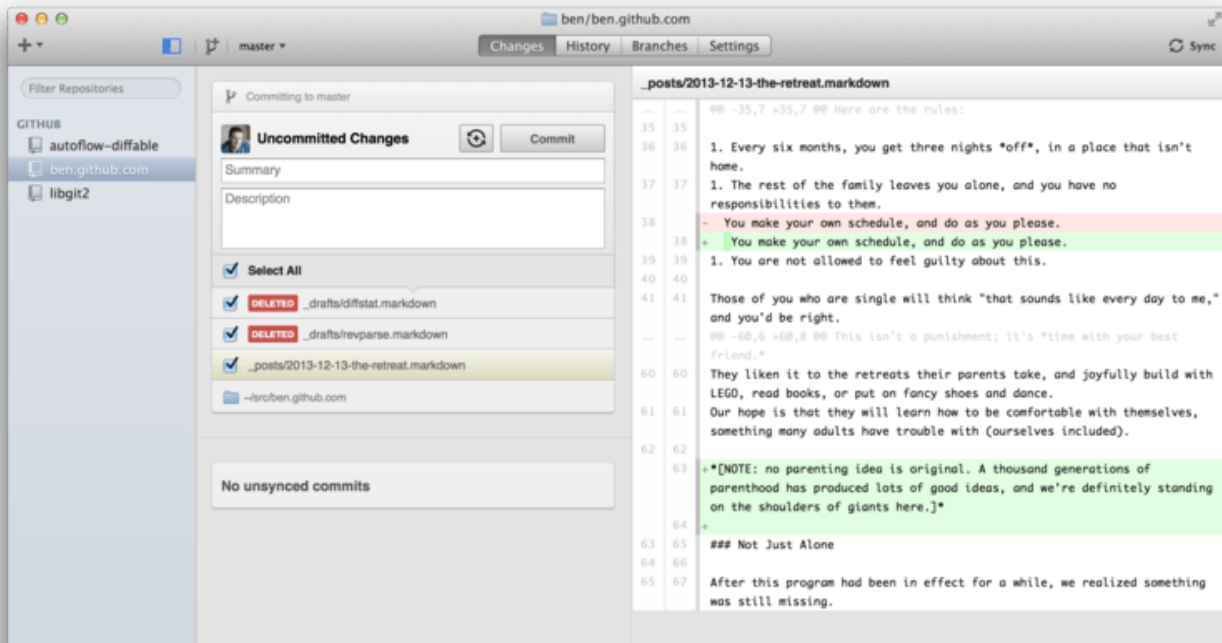 ben/ben.github.com
master
Changes
History
Branches
Settings
Sync
Filter Repositories
GITHUB
autoflow-diffable
ben.github.com
libgit2
Committing to master
Uncommitted Changes
Commit
Summary
Description
Select All
DELETED _drafts/diffstat.markdown
DELETED _drafts/revparse.markdown
_posts/2013-12-13-the-retreat.markdown
~/src/ben.github.com
No unsynced commits
_posts/2013-12-13-the-retreat.markdown
... ... @@ -35,7 +35,7 @@ Here are the rules:
35 35
36 36 1. Every six months, you get three nights *off*, in a place that isn't
home.
37 37 1. The rest of the family leaves you alone, and you have no
responsibilities to them.
38 - You make your own schedule, and do as you please.
38 + You make your own schedule, and do as you please.
39 39 1. You are not allowed to feel guilty about this.
40 40
41 41 Those of you who are single will think "that sounds like every day to me,"
and you'd be right.
... ... @@ -60,6 +60,8 @@ This isn't a punishment; it's *time with your best
friend.*
60 60 They liken it to the retreats their parents take, and joyfully build with
LEGO, read books, or put on fancy shoes and dance.
61 61 Our hope is that they will learn how to be comfortable with themselves,
something many adults have trouble with (ourselves included).
62 62
63 +*[NOTE: no parenting idea is original. A thousand generations of
parenthood has produced lots of good ideas, and we're definitely standing
on the shoulders of giants here.]*
64 +
63 65 ### Not Just Alone
64 66
65 67 After this program had been in effect for a while, we realized something
was still missing.